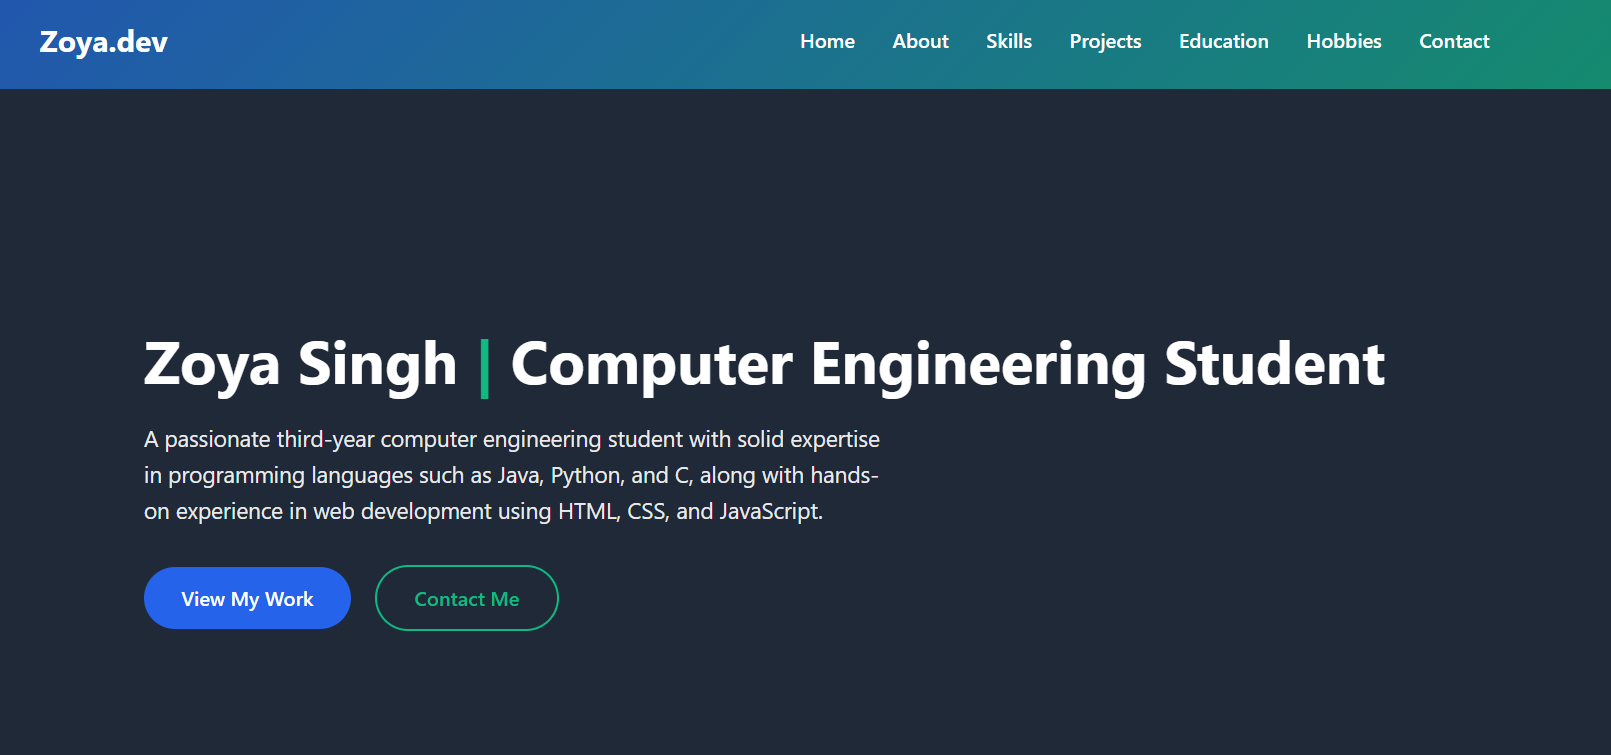 Zoya.dev
Home About Skills Projects Education Hobbies Contact
Zoya Singh | Computer Engineering Student
A passionate third-year computer engineering student with solid expertise
in programming languages such as Java, Python, and C, along with hands-
on experience in web development using HTML, CSS, and JavaScript.
View My Work
Contact Me